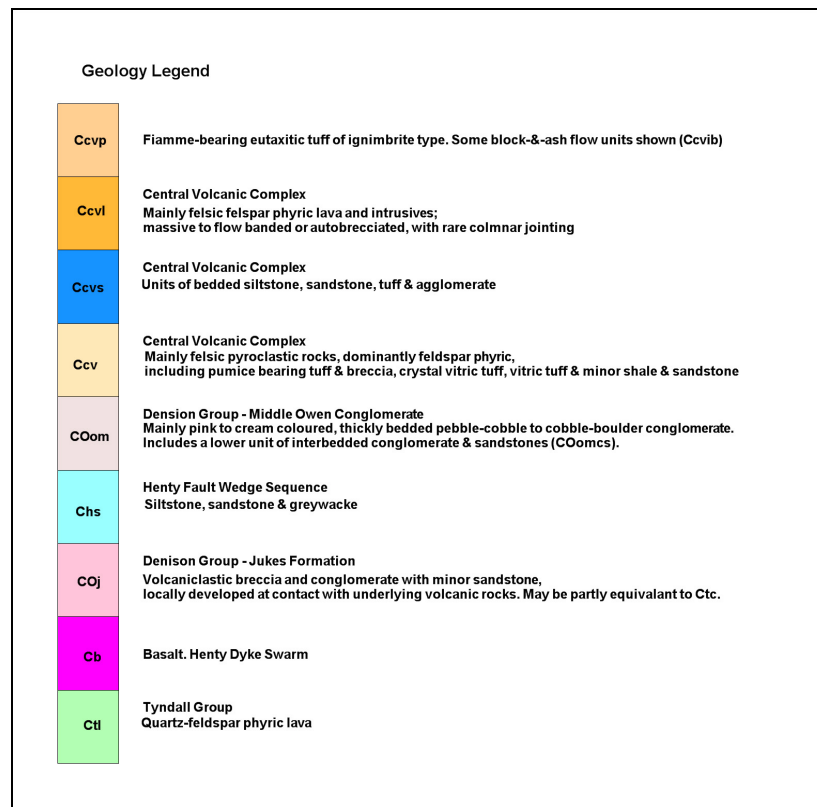 Geology Legend
Ccvp
Fiamme-bearing eutaxitic tuff of ignimbrite type. Some block-&-ash flow units shown (Ccvib)
Ccvl
Central Volcanic Complex
Mainly felsic felspar phyric lava and intrusives;
massive to flow banded or autobrecciated, with rare colmnar jointing
Ccvs
Central Volcanic Complex
Units of bedded siltstone, sandstone, tuff & agglomerate
Ccv
Central Volcanic Complex
Mainly felsic pyroclastic rocks, dominantly feldspar phyric,
including pumice bearing tuff & breccia, crystal vitric tuff, vitric tuff & minor shale & sandstone
COom
Dension Group - Middle Owen Conglomerate
Mainly pink to cream coloured, thickly bedded pebble-cobble to cobble-boulder conglomerate.
Includes a lower unit of interbedded conglomerate & sandstones (COomcs).
Chs
Henty Fault Wedge Sequence
Siltstone, sandstone & greywacke
COj
Denison Group - Jukes Formation
Volcaniclastic breccia and conglomerate with minor sandstone,
locally developed at contact with underlying volcanic rocks. May be partly equivalant to Ctc.
Cb
Basalt. Henty Dyke Swarm
Ctl
Tyndall Group
Quartz-feldspar phyric lava